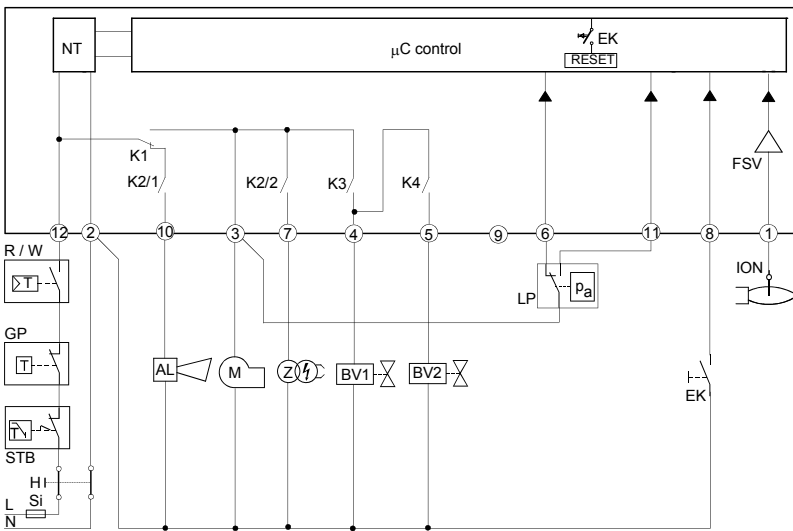 NT
µC control
EK
RESET
K1
K2/1
K2/2
K3
K4
FSV
12
2
10
3
7
4
5
9
6
11
8
1
R / W
T
GP
T
STB
T
H
L
Si
N
AL
M
Z
BV1
BV2
LP
pa
EK
ION